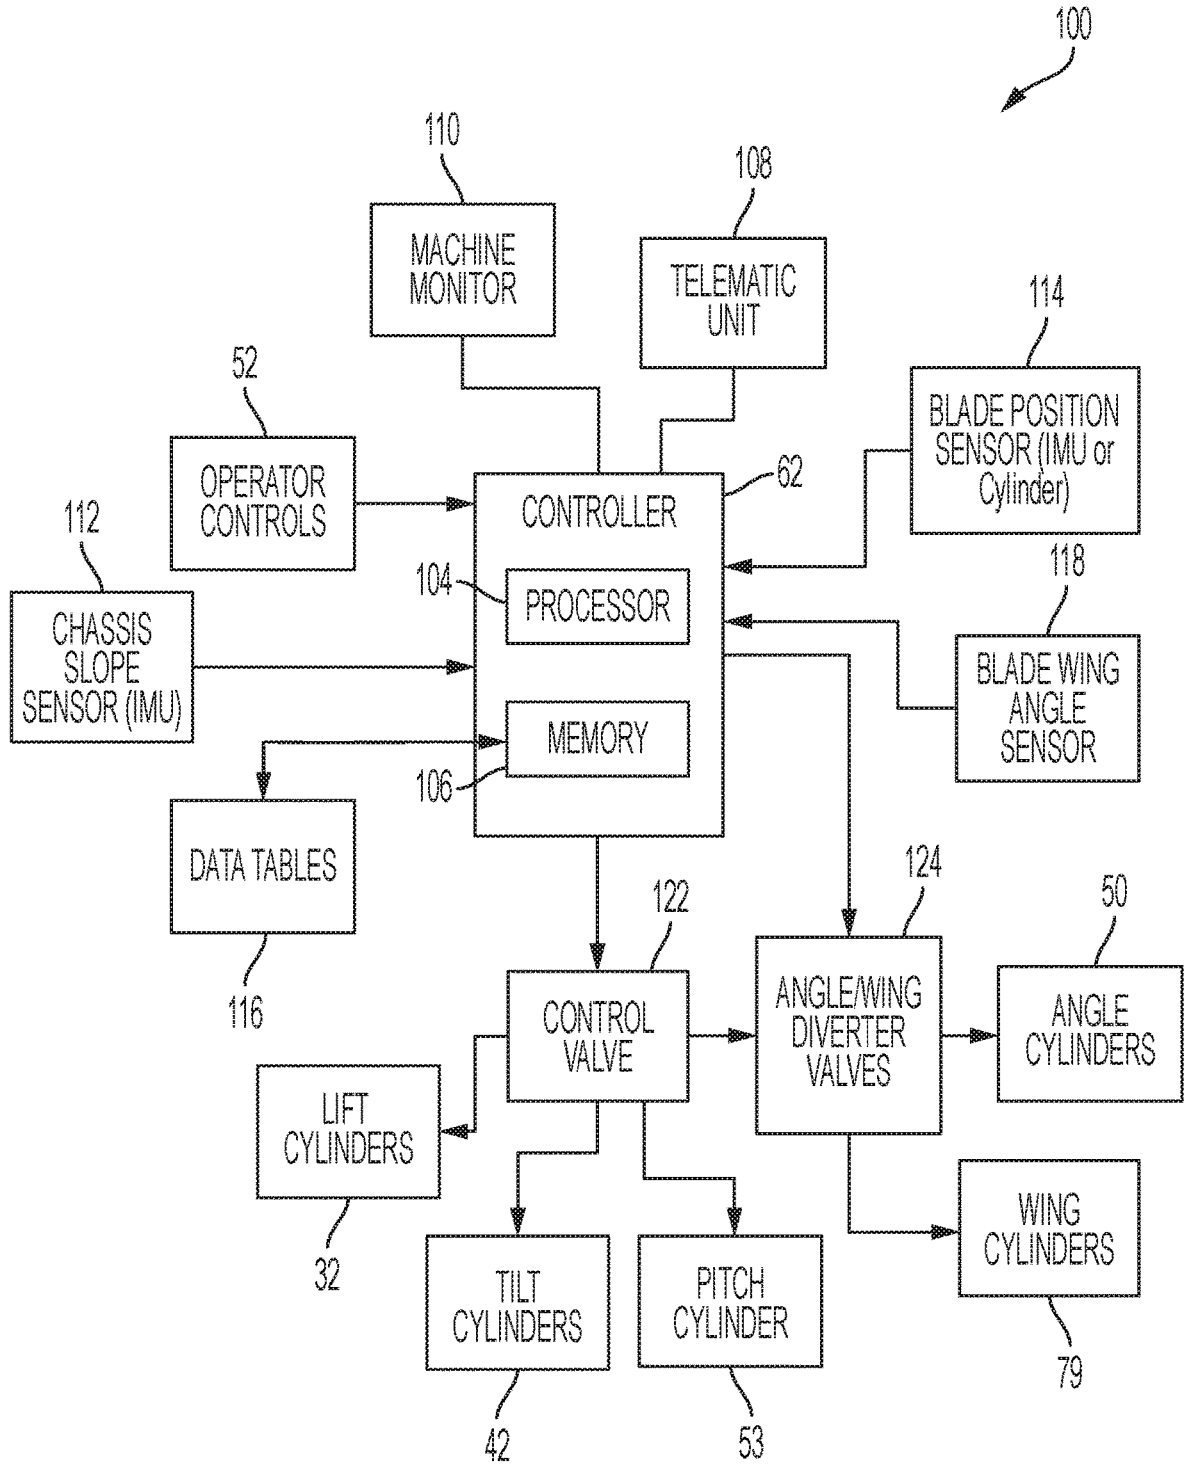 100
110
MACHINE
MONITOR
108
TELEMATIC
UNIT
114
BLADE POSITION
SENSOR (IMU or
Cylinder)
52
OPERATOR
CONTROLS
62
CONTROLLER
104
PROCESSOR
106
MEMORY
112
CHASSIS
SLOPE
SENSOR (IMU)
118
BLADE WING
ANGLE
SENSOR
DATA TABLES
116
122
CONTROL
VALVE
124
ANGLE/WING
DIVERTER
VALVES
50
ANGLE
CYLINDERS
LIFT
CYLINDERS
32
TILT
CYLINDERS
42
PITCH
CYLINDER
53
WING
CYLINDERS
79